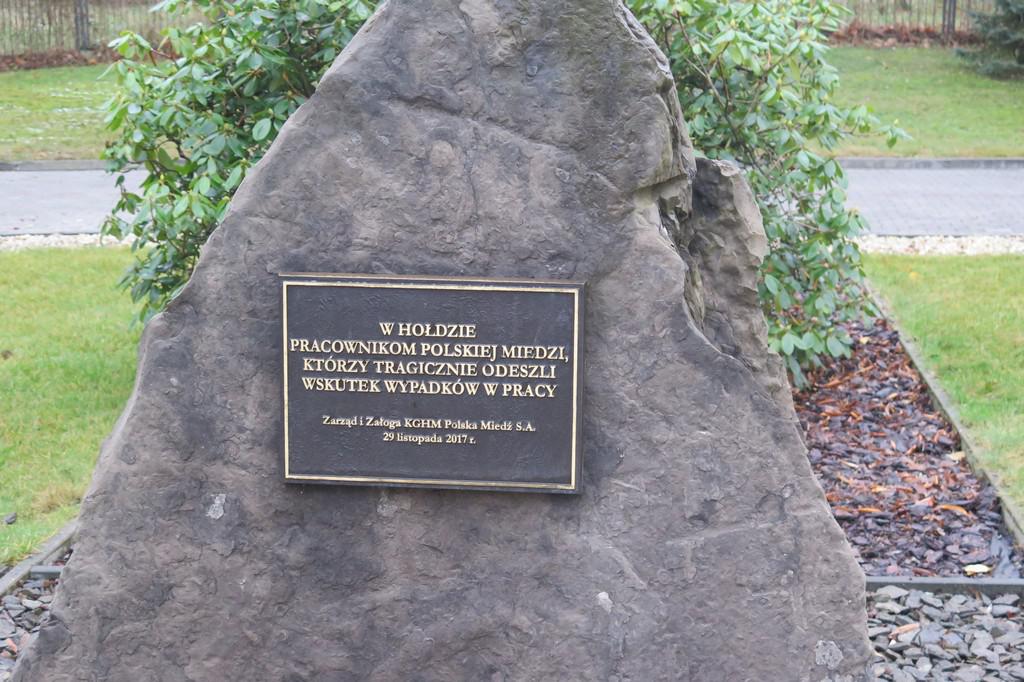 W HOŁDZIE
PRACOWNIKOM POLSKIEJ MIEDZI,
KTÓRZY TRAGICZNIE ODESZLI
WSKUTEK WYPADKÓW W PRACY
Zarząd i Załoga KGHM Polska Miedź S.A.
29 listopada 2017 r.